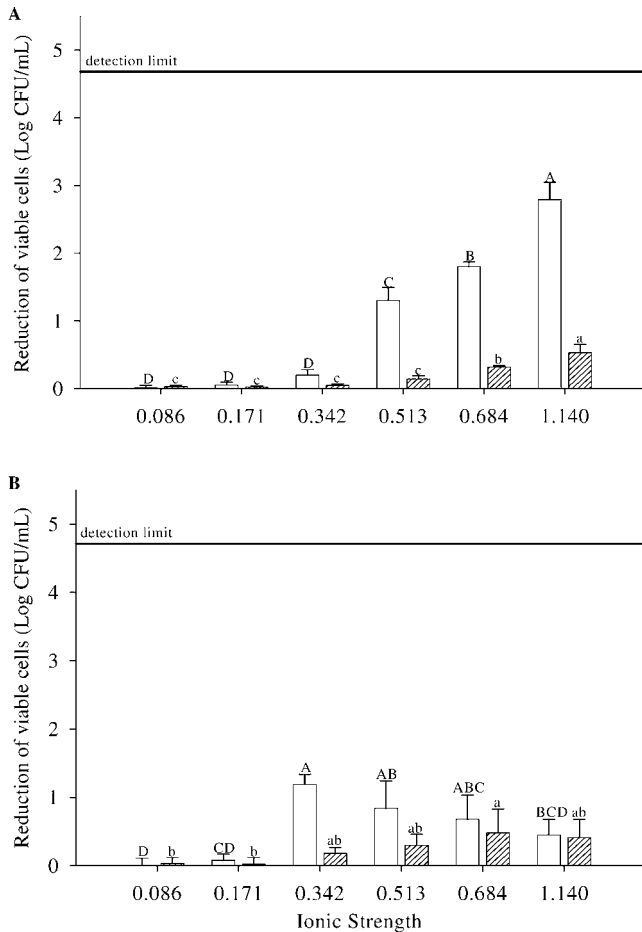 A
Reduction of viable cells (Log CFU/mL)
5
4
3
2
1
0
detection limit
D c D c D c C c B b A a
0.086 0.171 0.342 0.513 0.684 1.140
B
Reduction of viable cells (Log CFU/mL)
5
4
3
2
1
0
detection limit
D b CD b A ab AB ab ABC a BCD ab
0.086 0.171 0.342 0.513 0.684 1.140
Ionic Strength